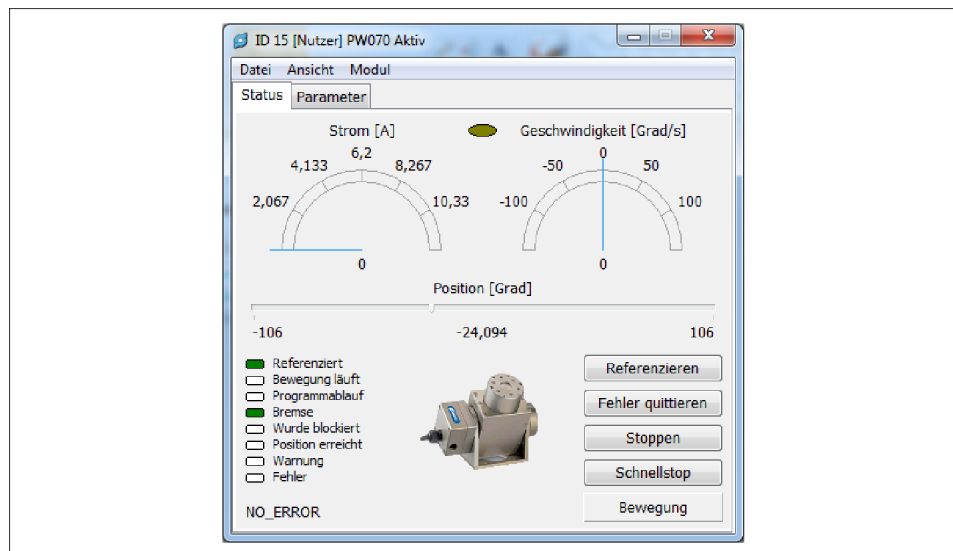 ID 15 [Nutzer] PW070 Aktiv
Datei Ansicht Modul
Status Parameter
Strom [A]
Geschwindigkeit [Grad/s]
2,067
4,133
6,2
8,267
10,33
0
-100
-50
0
50
100
0
Position [Grad]
-106 -24,094 106
Referenziert
Bewegung läuft
Programmablauf
Bremse
Wurde blockiert
Position erreicht
Warnung
Fehler
NO_ERROR
Referenzieren
Fehler quittieren
Stoppen
Schnellstop
Bewegung